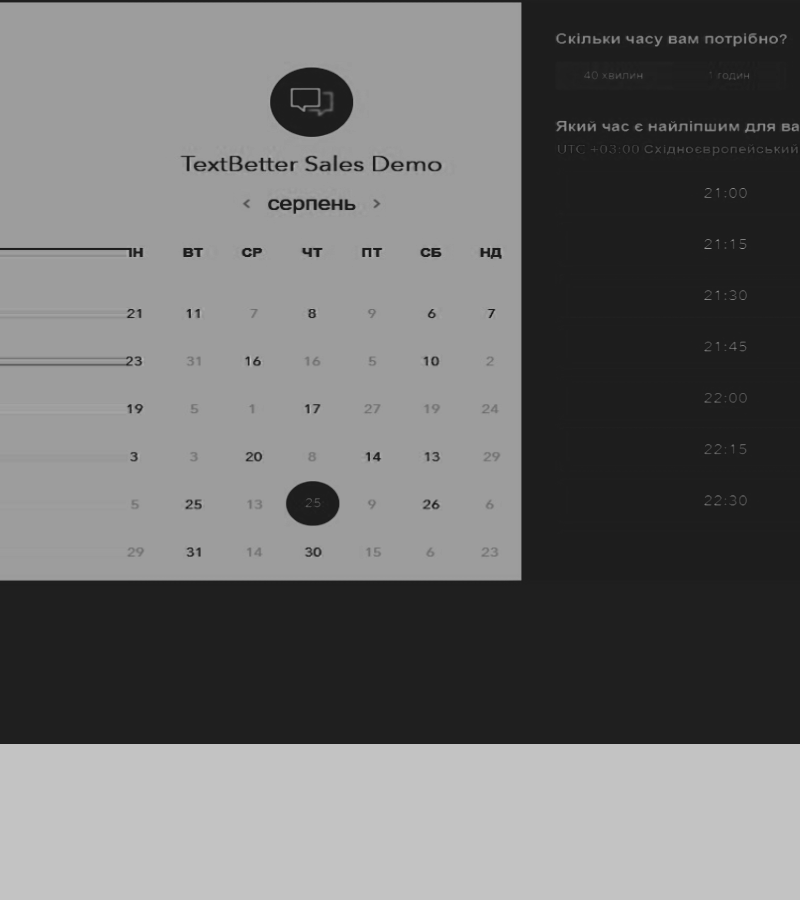 TextBetter Sales Demo
‹ серпень ›
ПН ВТ СР ЧТ ПТ СБ НД
21 11 7 8 9 6 7
23 31 16 16 5 10 2
19 5 1 17 27 19 24
3 3 20 8 14 13 29
5 25 13 25 9 26 6
29 31 14 30 15 6 23
Скільки часу вам потрібно?
40 хвилин 1 годин
Який час є найліпшим для ва
UTC +03:00 Східноєвропейський
21:00
21:15
21:30
21:45
22:00
22:15
22:30